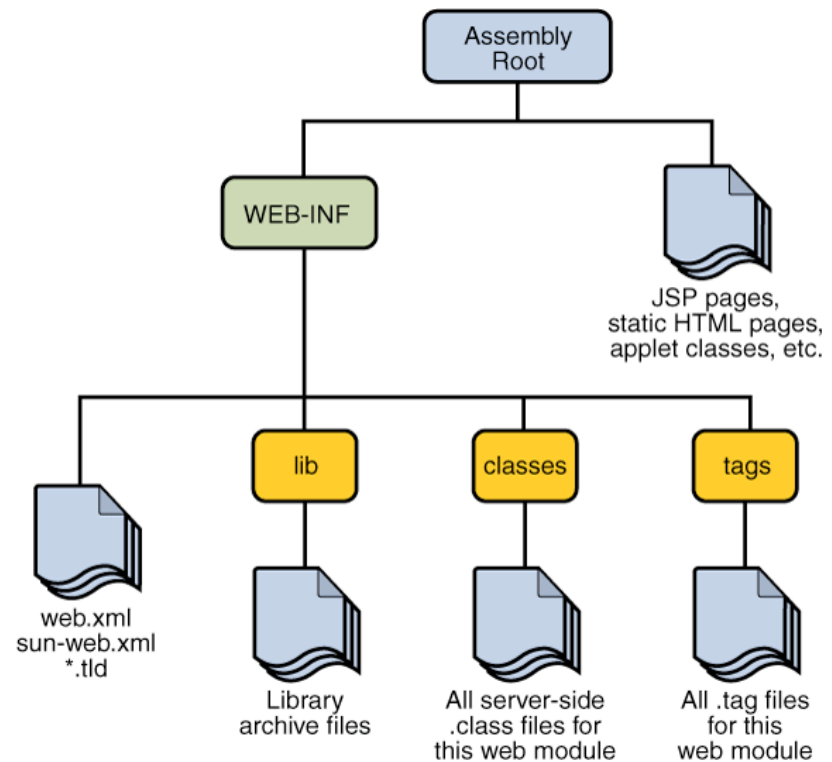 Assembly
Root
WEB-INF
JSP pages,
static HTML pages,
applet classes, etc.
lib
classes
tags
web.xml
sun-web.xml
*.tld
Library
archive files
All server-side
.class files for
this web module
All .tag files
for this
web module